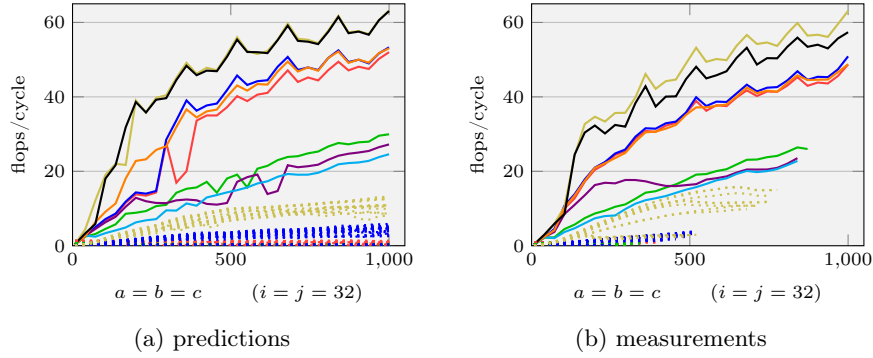 60
40
20
0
flops/cycle
0
500
1,000
a = b = c (i = j = 32)
(a) predictions
60
40
20
0
flops/cycle
0
500
1,000
a = b = c (i = j = 32)
(b) measurements